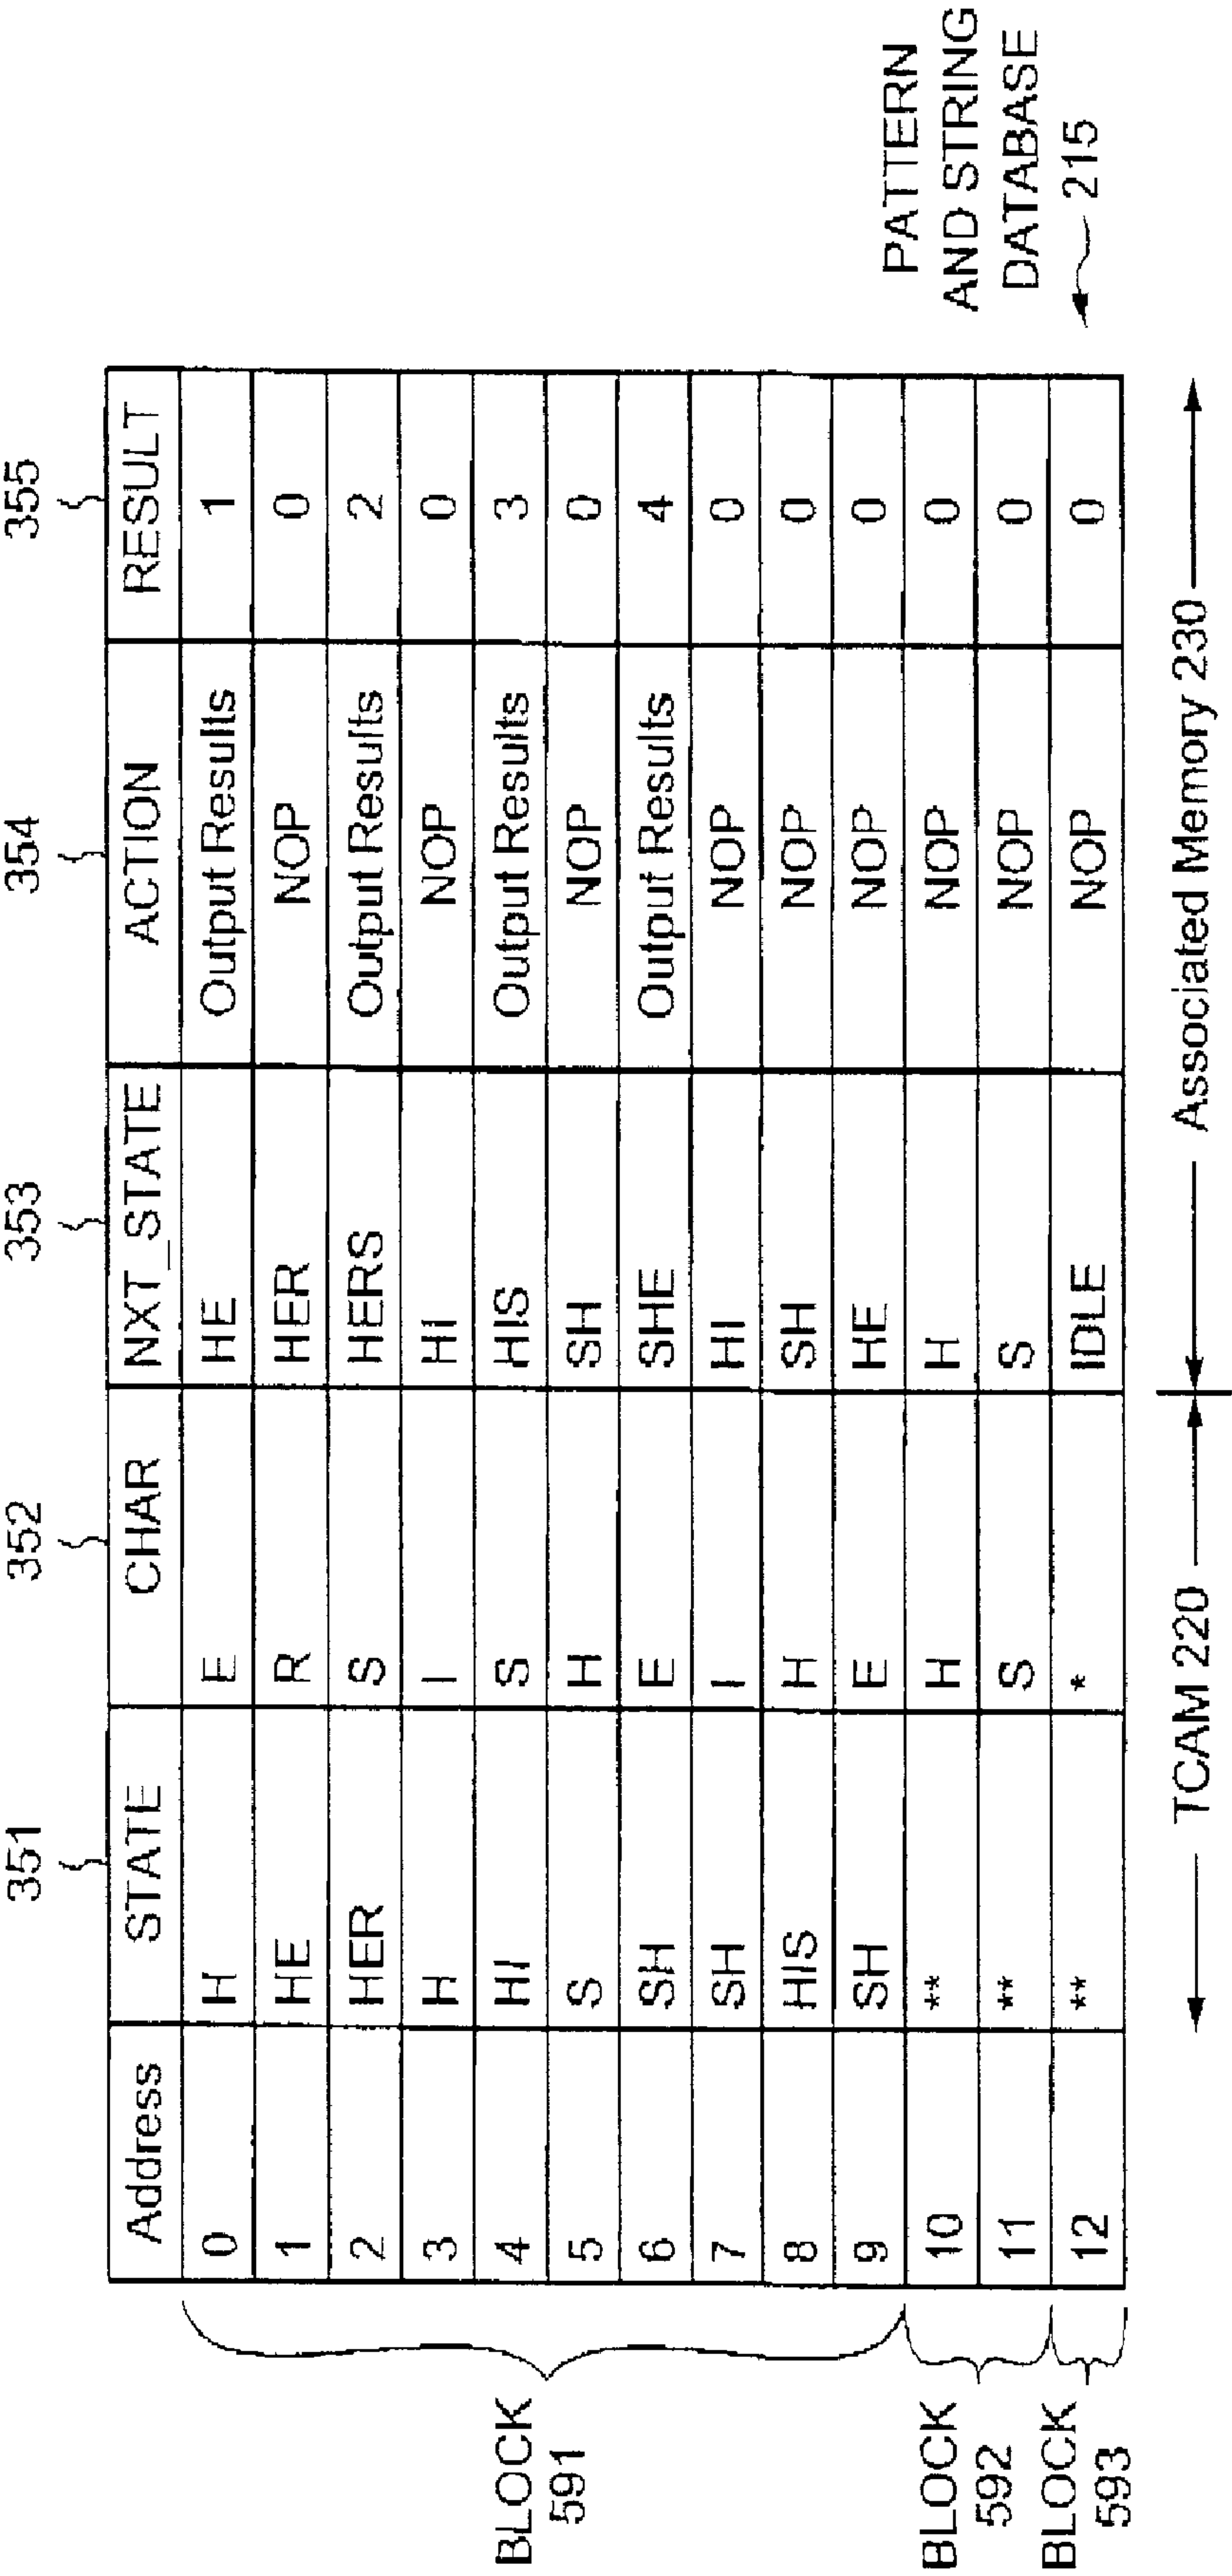 351 352 353 354 355
Address STATE CHAR NXT_STATE ACTION RESULT
0 H E HE Output Results 1
1 HE R HER NOP 0
2 HER S HERS Output Results 2
3 H I HI NOP 0
4 HI S HIS Output Results 3
5 S H SH NOP 0
6 SH E SHE Output Results 4
7 SH I HI NOP 0
8 HIS H SH NOP 0
9 SH E HE NOP 0
10 ** H H NOP 0
11 ** S S NOP 0
12 ** * IDLE NOP 0
BLOCK
591
BLOCK
592
BLOCK
593
TCAM 220
Associated Memory 230
PATTERN
AND STRING
DATABASE
215